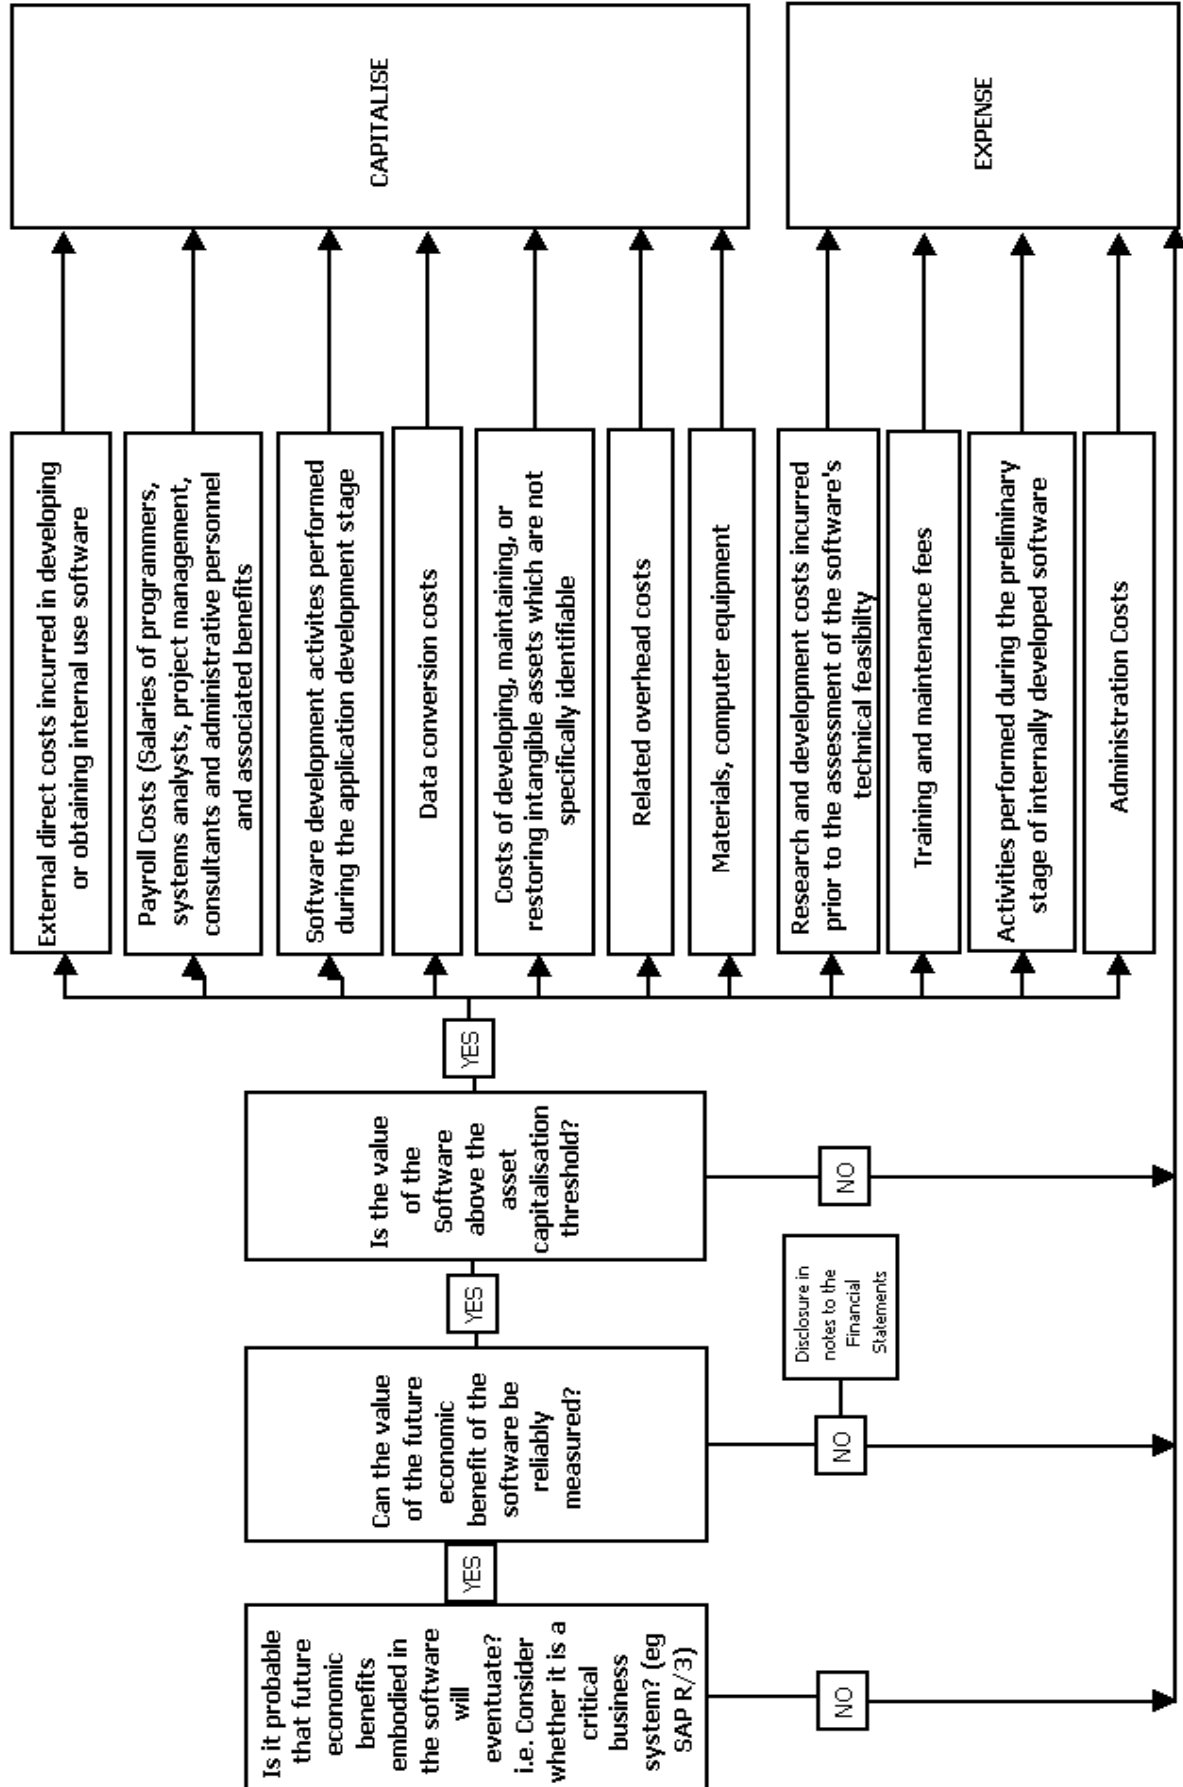 Is it probable
that future
economic
benefits
embodied in
the software
will
eventuate?
i.e. Consider
whether it is a
critical
business
system? (eg
SAP R/3)
YES
NO
Can the value
of the future
economic
benefit of the
software be
reliably
measured?
YES
NO
Disclosure in
notes to the
Financial
Statements
Is the value
of the
Software
above the
asset
capitalisation
threshold?
YES
NO
External direct costs incurred in developing
or obtaining internal use software
Payroll Costs (Salaries of programmers,
systems analysts, project management,
consultants and administrative personnel
and associated benefits
Software development activites performed
during the application development stage
Data conversion costs
Costs of developing, maintaining, or
restoring intangible assets which are not
specifically identifiable
Related overhead costs
Materials, computer equipment
Research and development costs incurred
prior to the assessment of the software's
technical feasibilty
Training and maintenance fees
Activities performed during the preliminary
stage of internally developed software
Administration Costs
CAPITALISE
EXPENSE